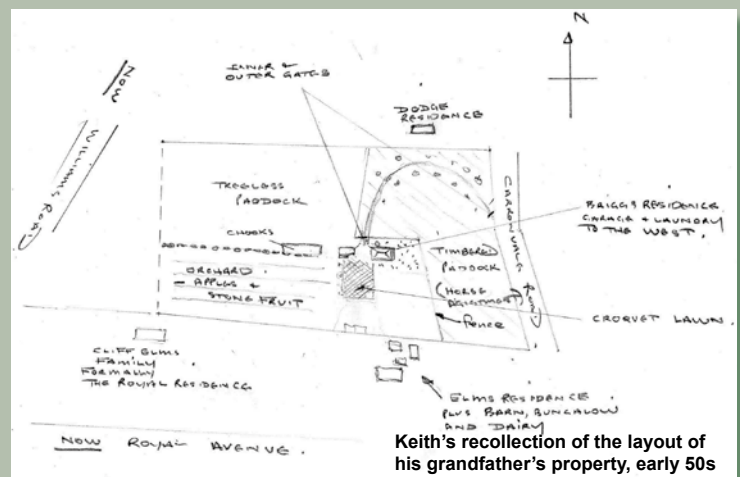 N
INNER &
OUTER GATES
DODGE
RESIDENCE
NOW
WILLIAMS ROAD
TREELESS
PADDOCK
CHOOKS
ORCHARD
APPLES &
STONE FRUIT
TIMBERED
PADDOCK
(HORSE
AGISTMENT)
fence
ROAD
BRIGGS RESIDENCE
GARAGE & LAUNDRY
TO THE WEST.
CROQUET LAWN.
CLIFF ELMS
FAMILY
FORMALLY
THE ROYAL RESIDENCE
ELMS RESIDENCE
PLUS BARN, BUNGALOW
AND DAIRY
NOW ROYAL AVENUE.
Keith's recollection of the layout of
his grandfather's property, early 50s